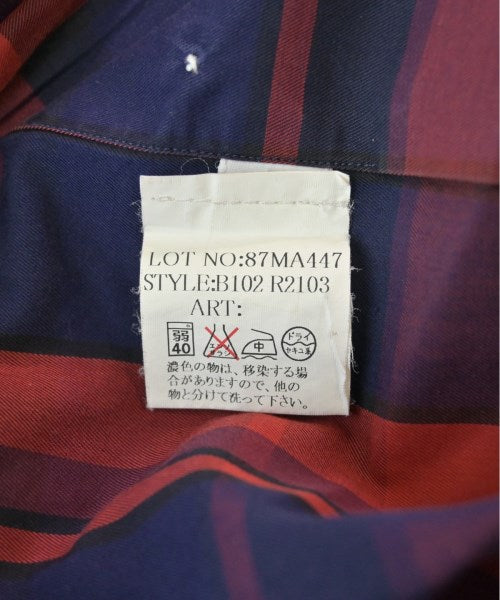 LOT NO:87MA447
STYLE:B102 R2103
ART:
弱 40 エンソ サラシ 中 ドライ セキユ系
濃色の物は、移染する場
合がありますので、他の
物と分けて洗って下さい。